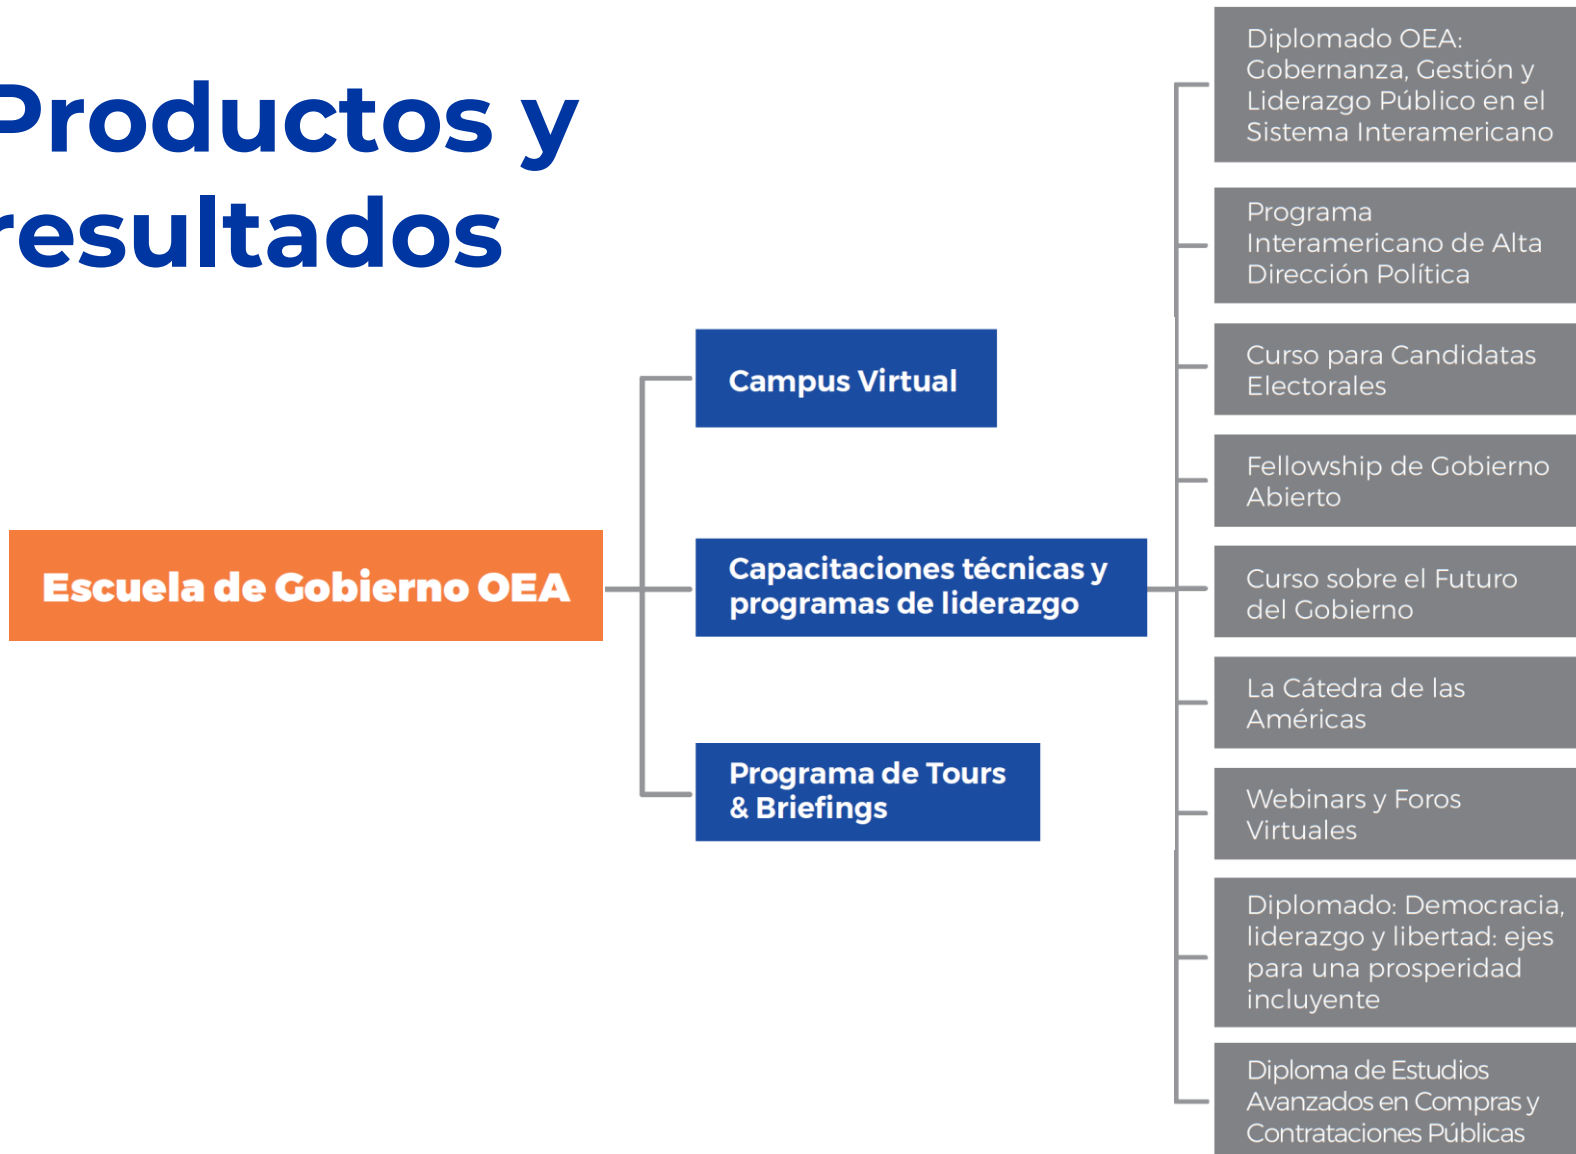 Productos y
resultados
Escuela de Gobierno OEA
Campus Virtual
Capacitaciones técnicas y
programas de liderazgo
Programa de Tours
& Briefings
Diplomado OEA:
Gobernanza, Gestión y
Liderazgo Público en el
Sistema Interamericano
Programa
Interamericano de Alta
Dirección Política
Curso para Candidatas
Electorales
Fellowship de Gobierno
Abierto
Curso sobre el Futuro
del Gobierno
La Cátedra de las
Américas
Webinars y Foros
Virtuales
Diplomado: Democracia,
liderazgo y libertad: ejes
para una prosperidad
incluyente
Diploma de Estudios
Avanzados en Compras y
Contrataciones Públicas